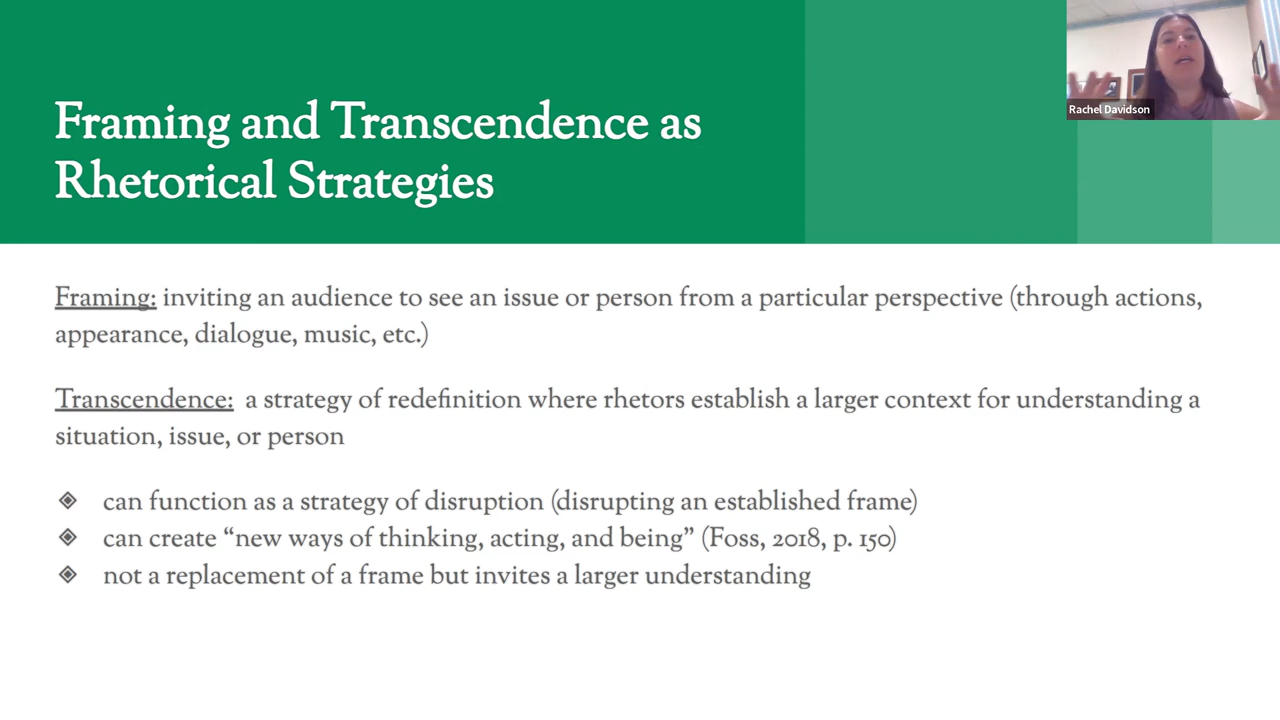 Framing and Transcendence as
Rhetorical Strategies
Rachel Davidson
Framing: inviting an audience to see an issue or person from a particular perspective (through actions,
appearance, dialogue, music, etc.)
Transcendence: a strategy of redefinition where rhetors establish a larger context for understanding a
situation, issue, or person
can function as a strategy of disruption (disrupting an established frame)
can create “new ways of thinking, acting, and being” (Foss, 2018, p. 150)
not a replacement of a frame but invites a larger understanding